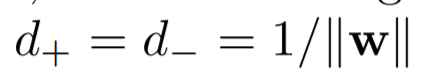 d₊ = d₋ = 1/‖w‖